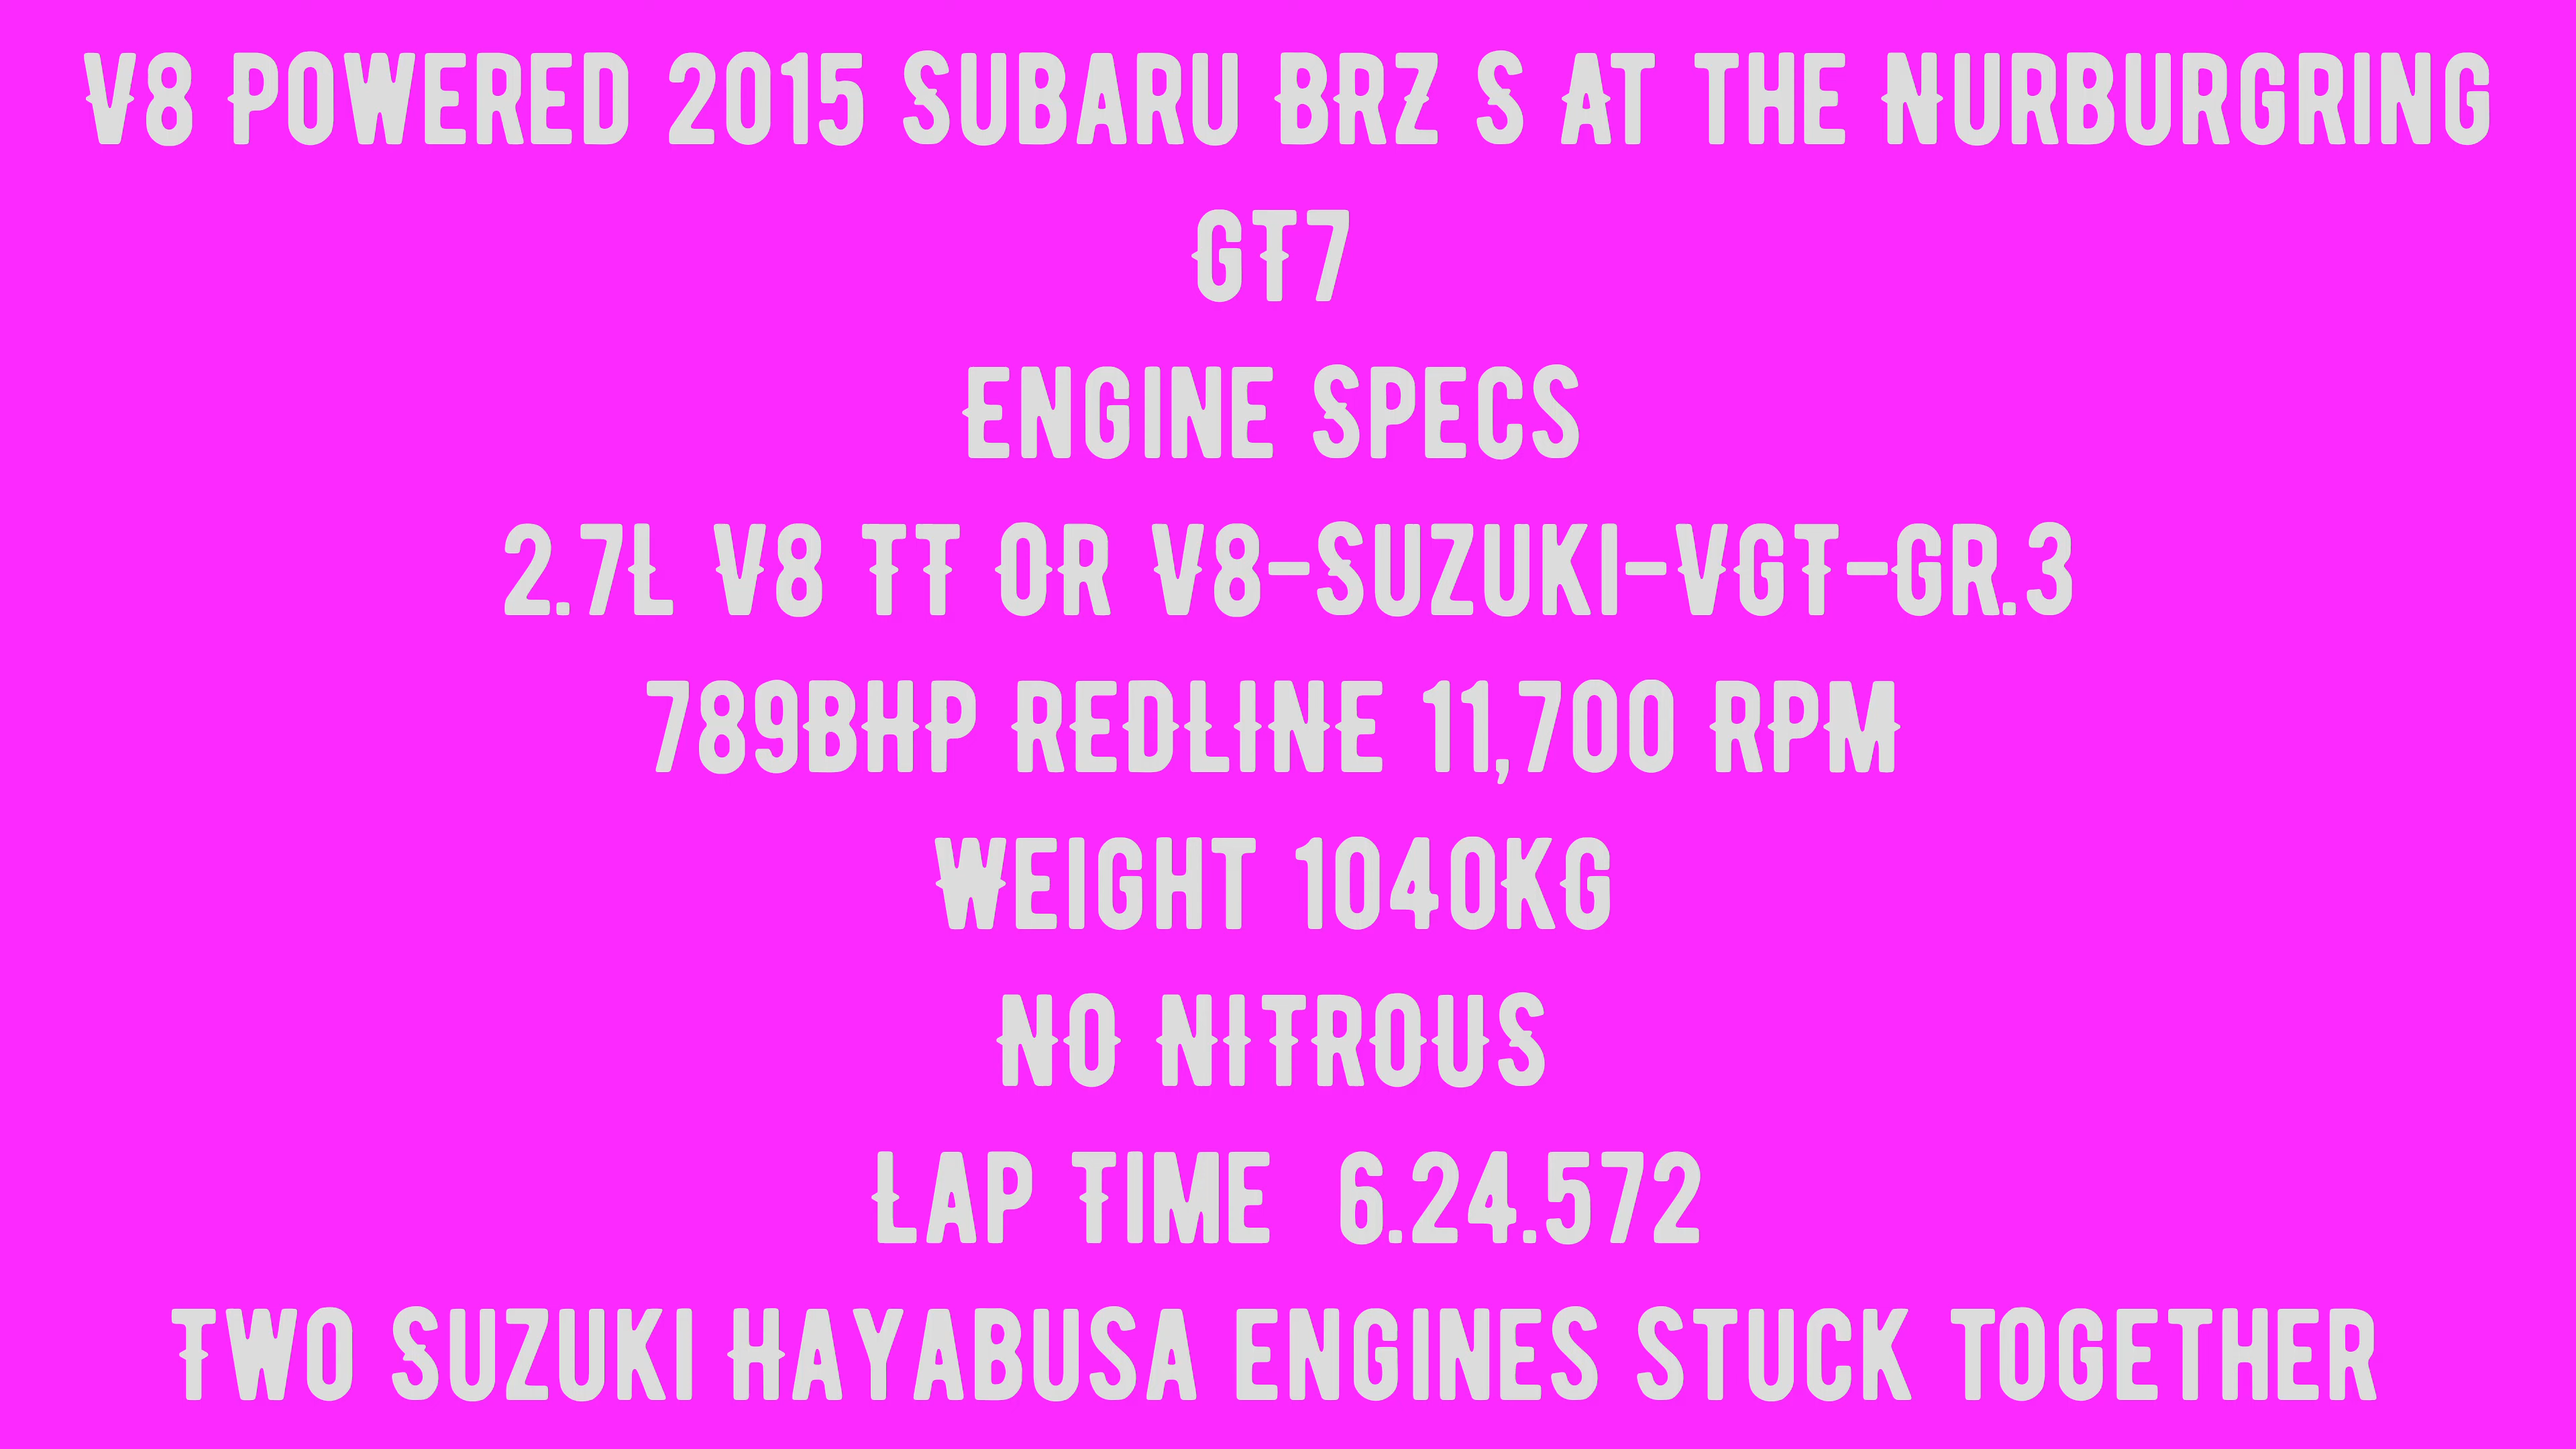 V8 Powered 2015 Subaru BRZ S at the Nurburgring
GT7
Engine Specs
2.7L V8 TT OR V8-Suzuki-VGT-Gr.3
789BHP REDLINE 11,700 RPM
Weight 1040KG
NO NITROUS
Lap Time 6.24.572
Two Suzuki Hayabusa engines stuck together